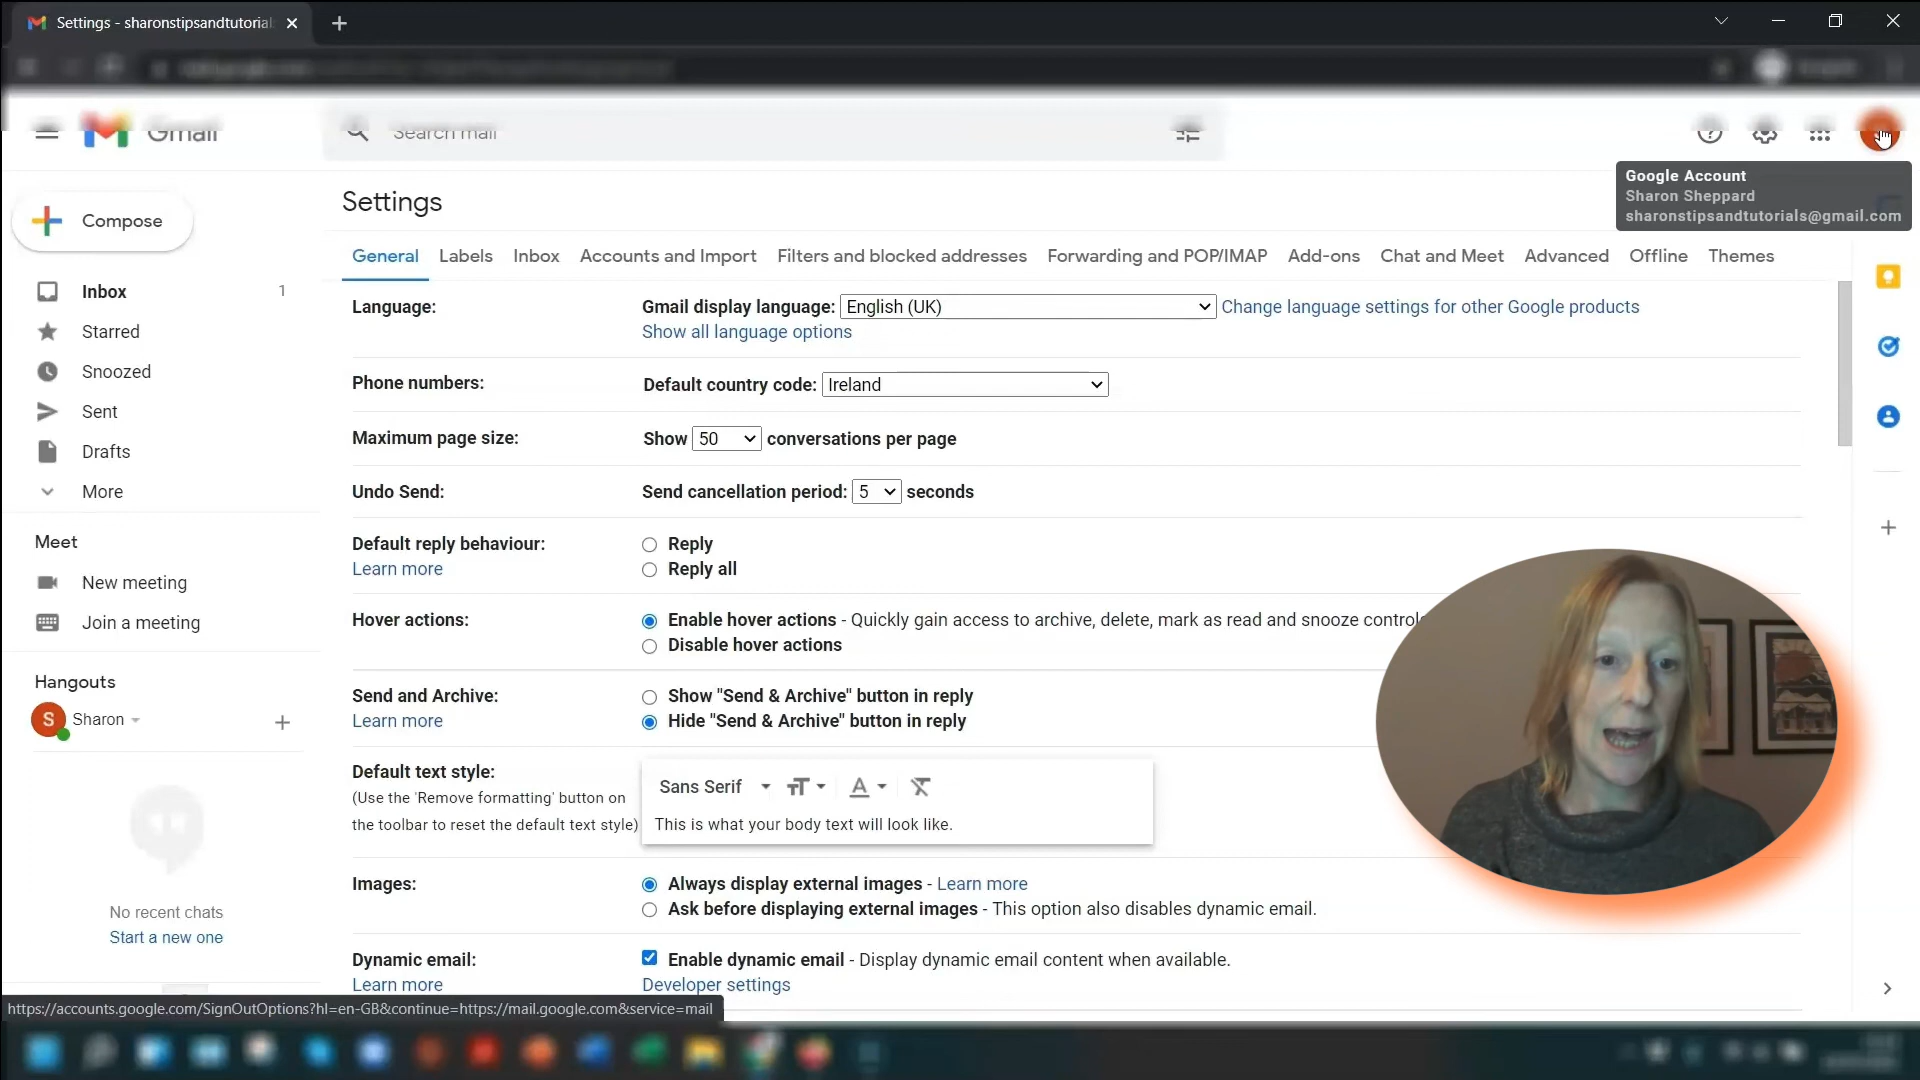 Settings - sharonstipsandtutorial
Gmail
Search mail
Google Account
Sharon Sheppard
sharonstipsandtutorials@gmail.com
Compose
Settings
General Labels Inbox Accounts and Import Filters and blocked addresses Forwarding and POP/IMAP Add-ons Chat and Meet Advanced Offline Themes
Inbox 1
Starred
Snoozed
Sent
Drafts
More
Meet
New meeting
Join a meeting
Hangouts
S Sharon
No recent chats
Start a new one
Language: Gmail display language: English (UK) Change language settings for other Google products
Show all language options
Phone numbers: Default country code: Ireland
Maximum page size: Show 50 conversations per page
Undo Send: Send cancellation period: 5 seconds
Default reply behaviour: Reply
Learn more Reply all
Hover actions: Enable hover actions - Quickly gain access to archive, delete, mark as read and snooze controls
Disable hover actions
Send and Archive: Show "Send & Archive" button in reply
Learn more Hide "Send & Archive" button in reply
Default text style: Sans Serif
(Use the 'Remove formatting' button on
the toolbar to reset the default text style) This is what your body text will look like.
Images: Always display external images - Learn more
Ask before displaying external images - This option also disables dynamic email.
Dynamic email: Enable dynamic email - Display dynamic email content when available.
Learn more Developer settings
https://accounts.google.com/SignOutOptions?hl=en-GB&continue=https://mail.google.com&service=mail